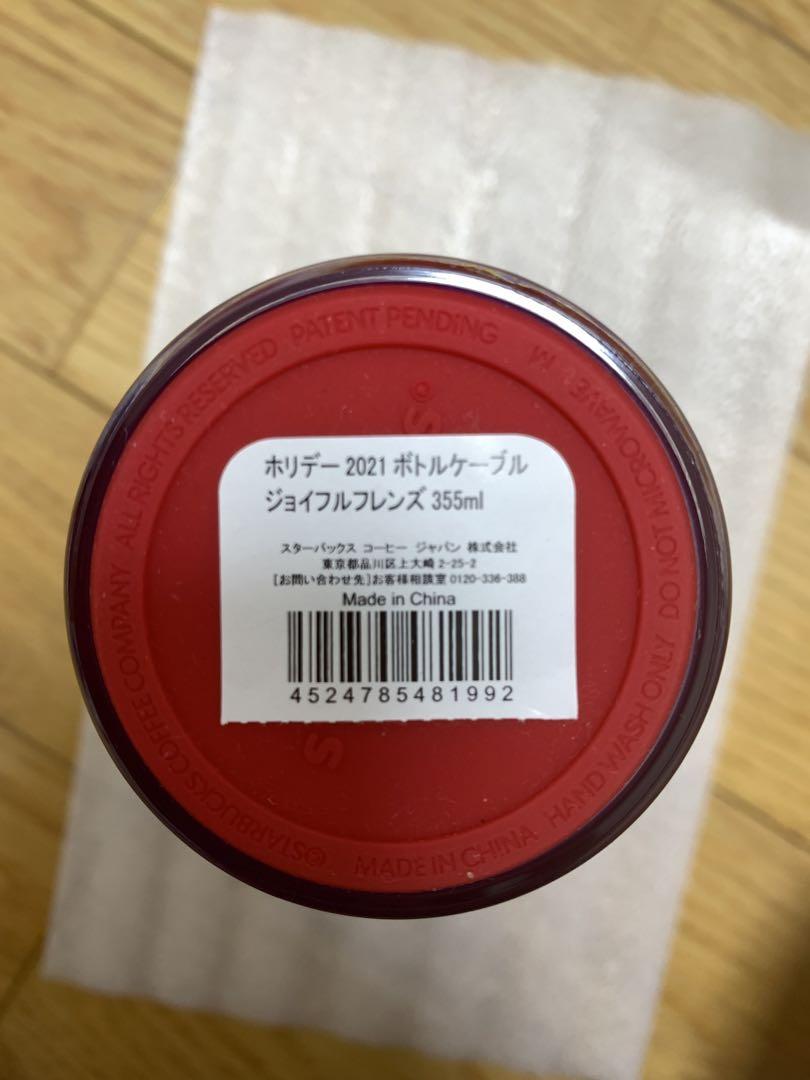 ホリデー 2021 ボトルケーブル
ジョイフルフレンズ 355ml
スターバックス コーヒー ジャパン 株式会社
東京都品川区上大崎 2-25-2
[お問い合わせ先]お客様相談室 0120-336-388
Made in China
4524785481992
©STARBUCKS COFFEE COMPANY ALL RIGHTS RESERVED PATENT PENDING
MADE IN CHINA HAND WASH ONLY DO NOT MICROWAVE
S
S